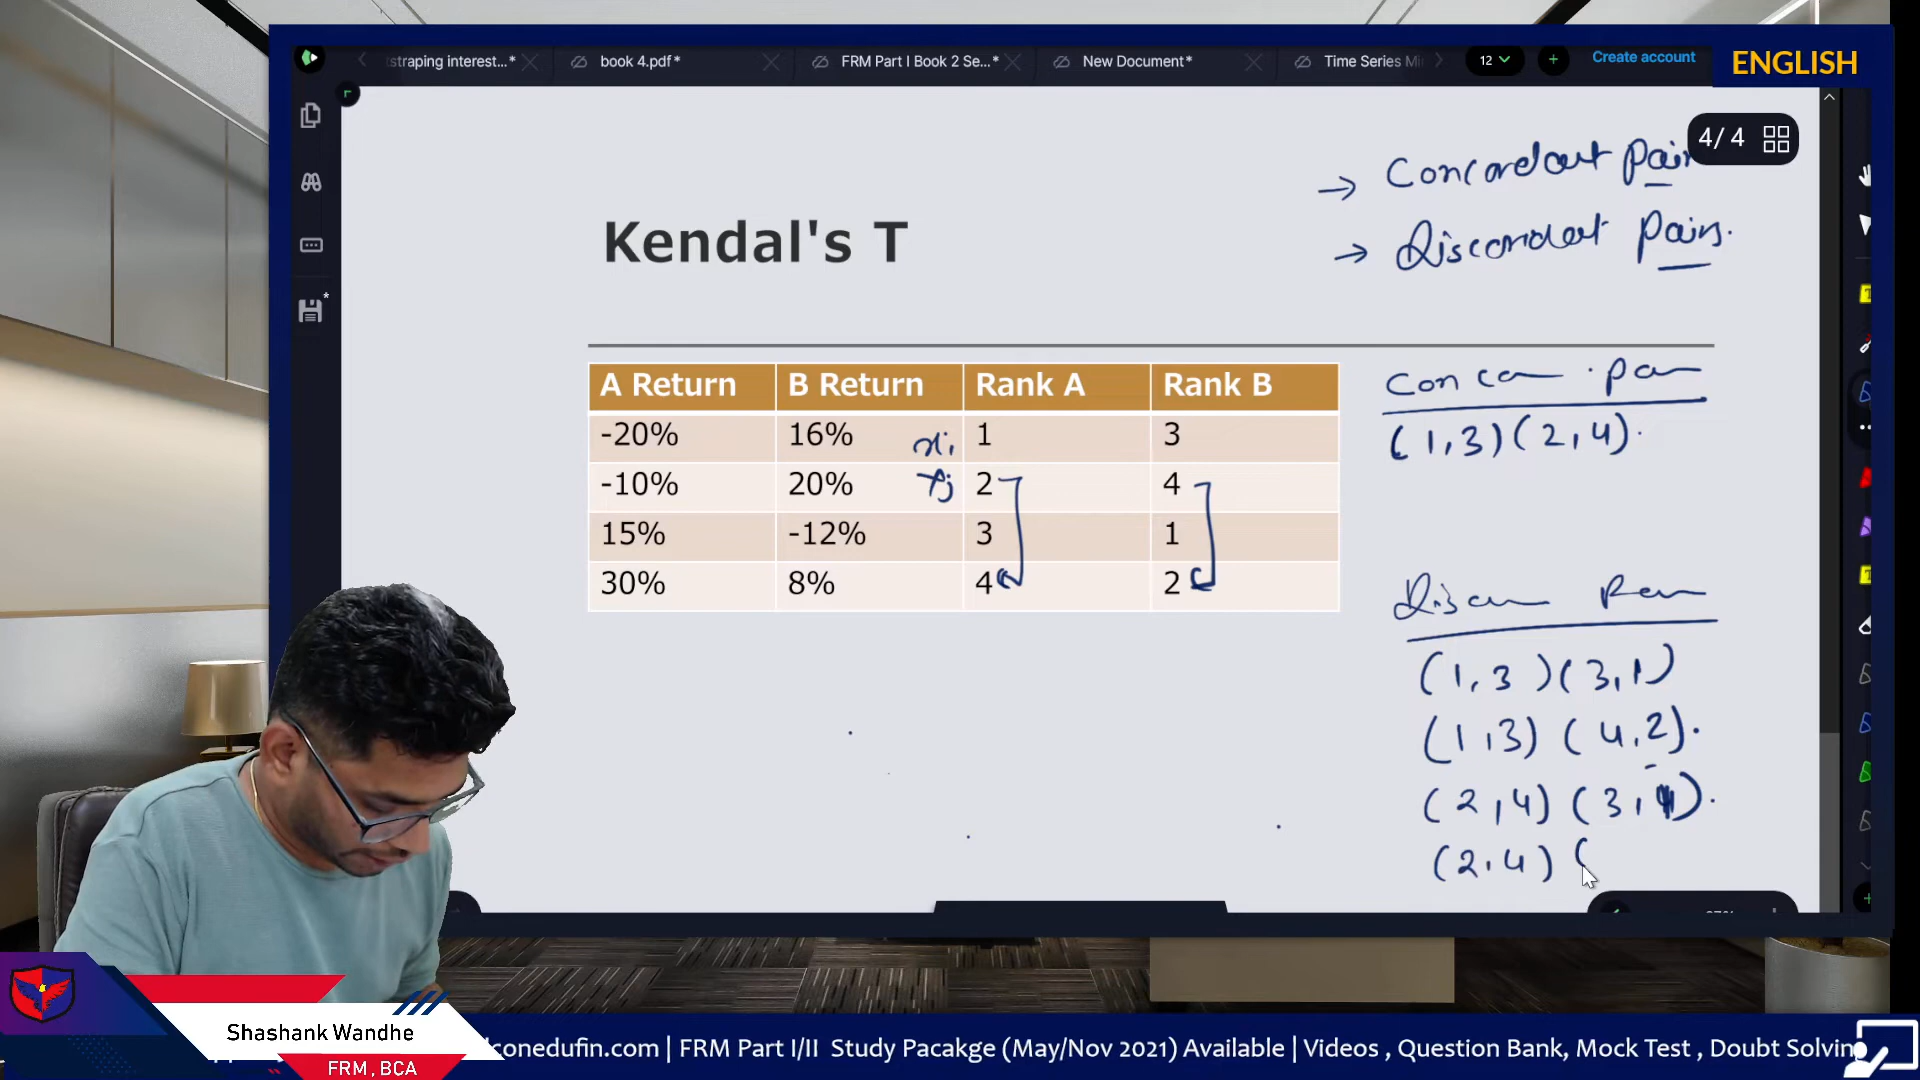 straping interest...*
book 4.pdf*
FRM Part I Book 2 Se...*
New Document*
Time Series Mi
12
Create account
ENGLISH
4/4
→ Concordant Pair
→ Discordant Pairs.
Kendal's T
A Return B Return Rank A Rank B
-20% 16% xi 1 3
-10% 20% 2 4
15% -12% 3 1
30% 8% 4 2
(1,3)(2,4).
(1,3)(3,1)
(1,3)(4,2).
(2,4)(3,1).
(2,4)(
Shashank Wandhe
FRM, BCA
conedufin.com | FRM Part I/II Study Pacakge (May/Nov 2021) Available | Videos , Question Bank, Mock Test , Doubt Solvin